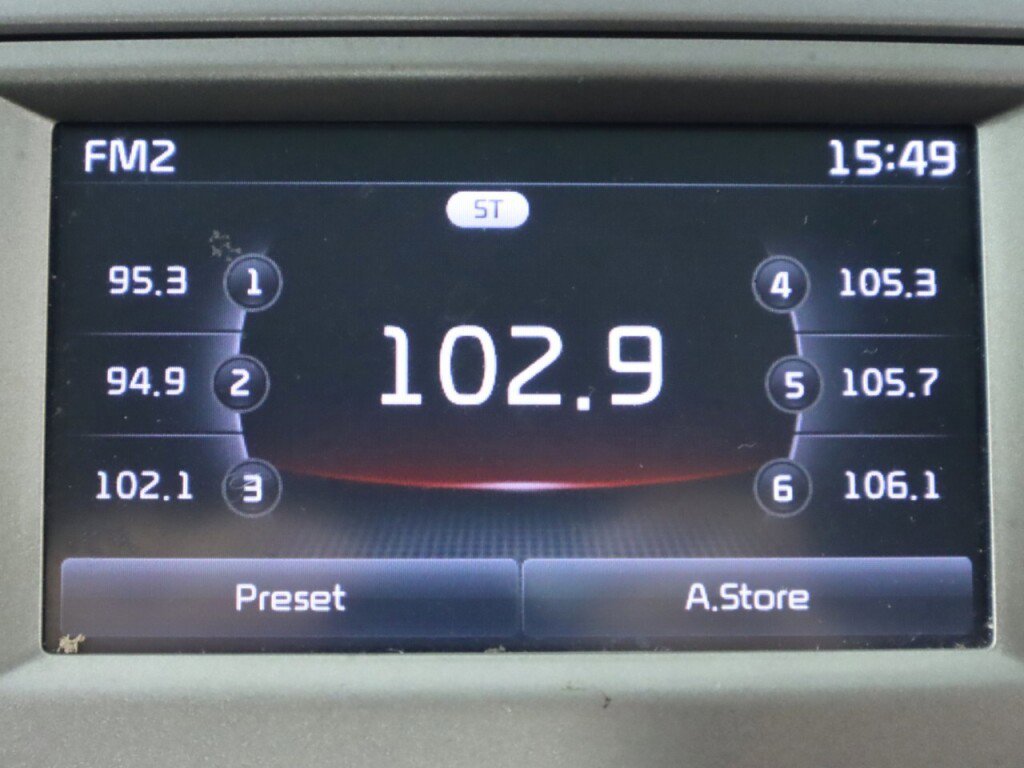 FM2 15:49
ST
95.3 1 4 105.3
102.9
94.9 2 5 105.7
102.1 3 6 106.1
Preset A.Store